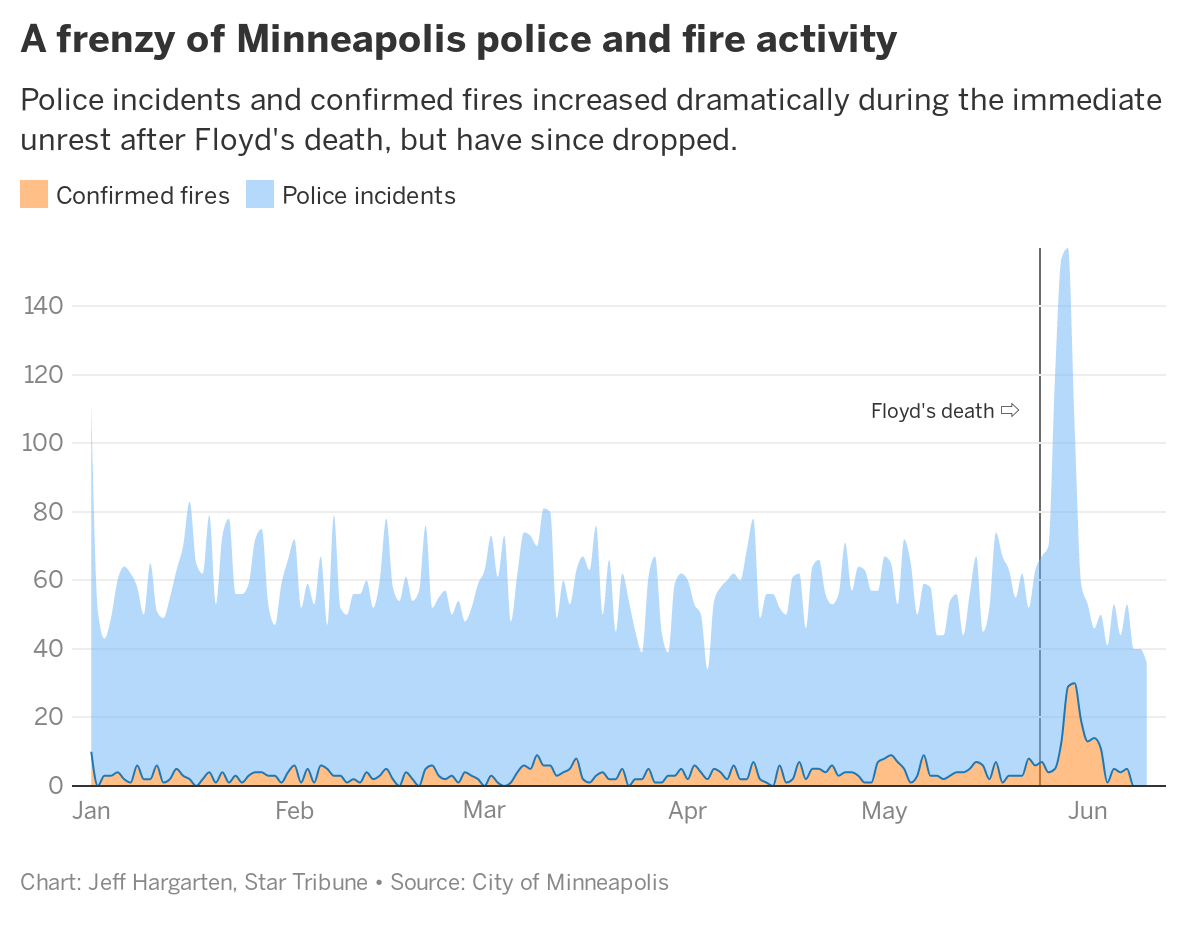 A frenzy of Minneapolis police and fire activity
Police incidents and confirmed fires increased dramatically during the immediate
unrest after Floyd's death, but have since dropped.
Confirmed fires Police incidents
140
120
Floyd's death ⇨
100
80
60
40
20
0
Jan Feb Mar Apr May Jun
Chart: Jeff Hargarten, Star Tribune • Source: City of Minneapolis